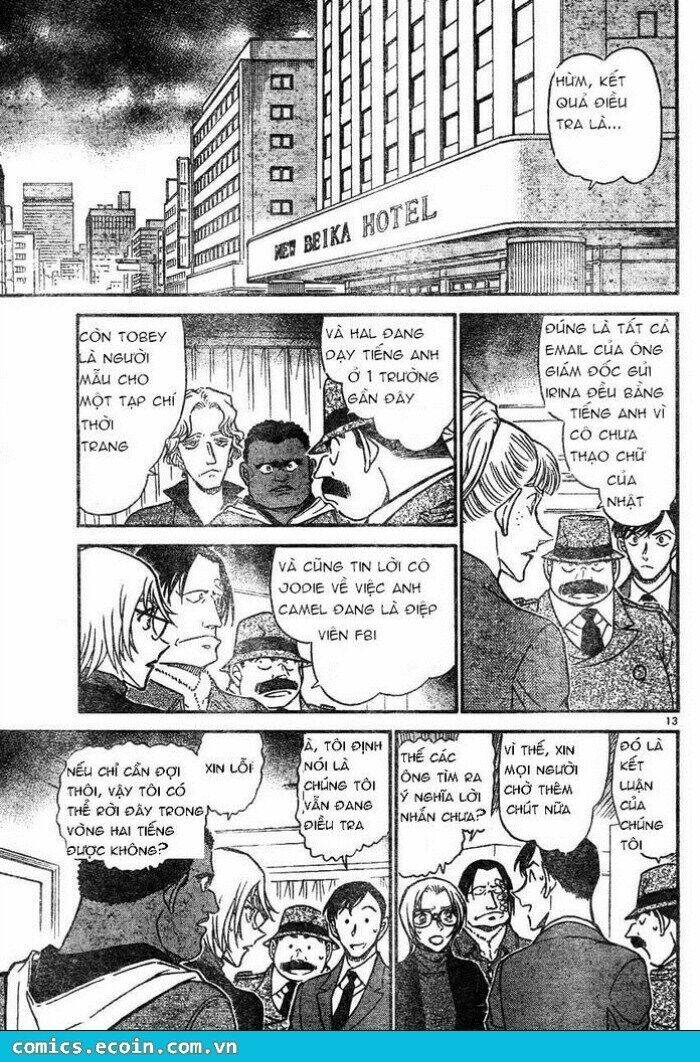 HỪM, KẾT
QUẢ ĐIỀU
TRA LÀ...
NEW BEIKA HOTEL
ĐÚNG LÀ TẤT CẢ
EMAIL CỦA ÔNG
GIÁM ĐỐC GUI
IRINA ĐỀU BẰNG
TIẾNG ANH VÌ
CÔ CHƯA
THẠO CHỮ
CỦA
NHẬT
VÀ HAL ĐANG
DẠY TIẾNG ANH
Ở 1 TRƯỜNG
GẦN ĐÂY
CÒN TOBEY
LÀ NGƯỜI
MẪU CHO
MỘT TẠP CHÍ
THỜI
TRANG
VÀ CŨNG TIN LỜI CÔ
JODIE VỀ VIỆC ANH
CAMEL ĐANG LÀ ĐIỆP
VIÊN FBI
13
ĐÓ LÀ
KẾT
LUẬN
CỦA
CHÚNG
TÔI
VÌ THẾ, XIN
MỌI NGƯỜI
CHỜ THÊM
CHÚT NỮA
THẾ CÁC
ÔNG TÌM RA
Ý NGHĨA LỜI
NHẮN CHƯA?
À, TÔI ĐỊNH
NÓI LÀ
CHÚNG TÔI
VẪN ĐANG
ĐIỀU TRA
XIN LỖI
NẾU CHỈ CẦN ĐỢI
THÔI, VẬY TÔI CÓ
THỂ RỜI ĐÂY TRONG
VÒNG HAI TIẾNG
ĐƯỢC KHÔNG?
comics.ecoin.com.vn